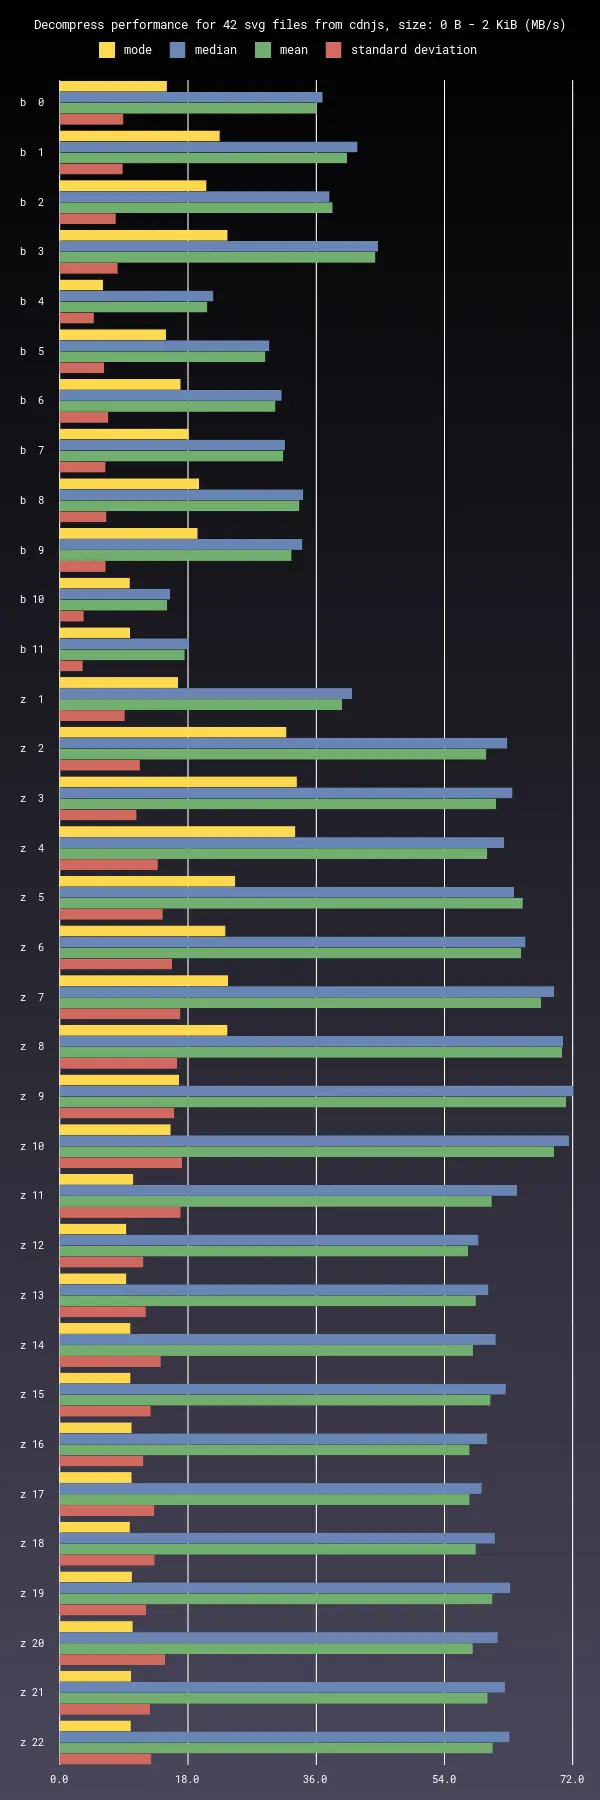 Decompress performance for 42 svg files from cdnjs, size: 0 B - 2 KiB (MB/s)
mode median mean standard deviation
b 0
b 1
b 2
b 3
b 4
b 5
b 6
b 7
b 8
b 9
b 10
b 11
z 1
z 2
z 3
z 4
z 5
z 6
z 7
z 8
z 9
z 10
z 11
z 12
z 13
z 14
z 15
z 16
z 17
z 18
z 19
z 20
z 21
z 22
0.0 18.0 36.0 54.0 72.0